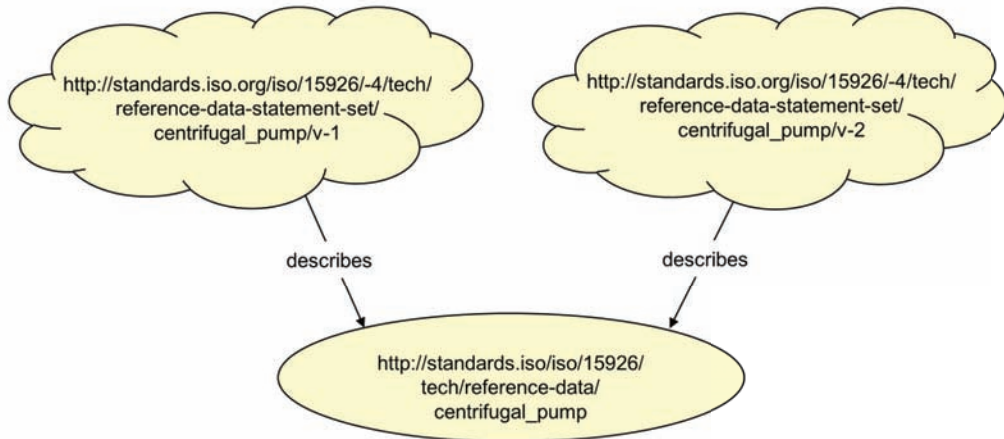 http://standards.iso.org/iso/15926/-4/tech/
reference-data-statement-set/
centrifugal_pump/v-1
http://standards.iso.org/iso/15926/-4/tech/
reference-data-statement-set/
centrifugal_pump/v-2
describes
describes
http://standards.iso/iso/15926/
tech/reference-data/
centrifugal_pump